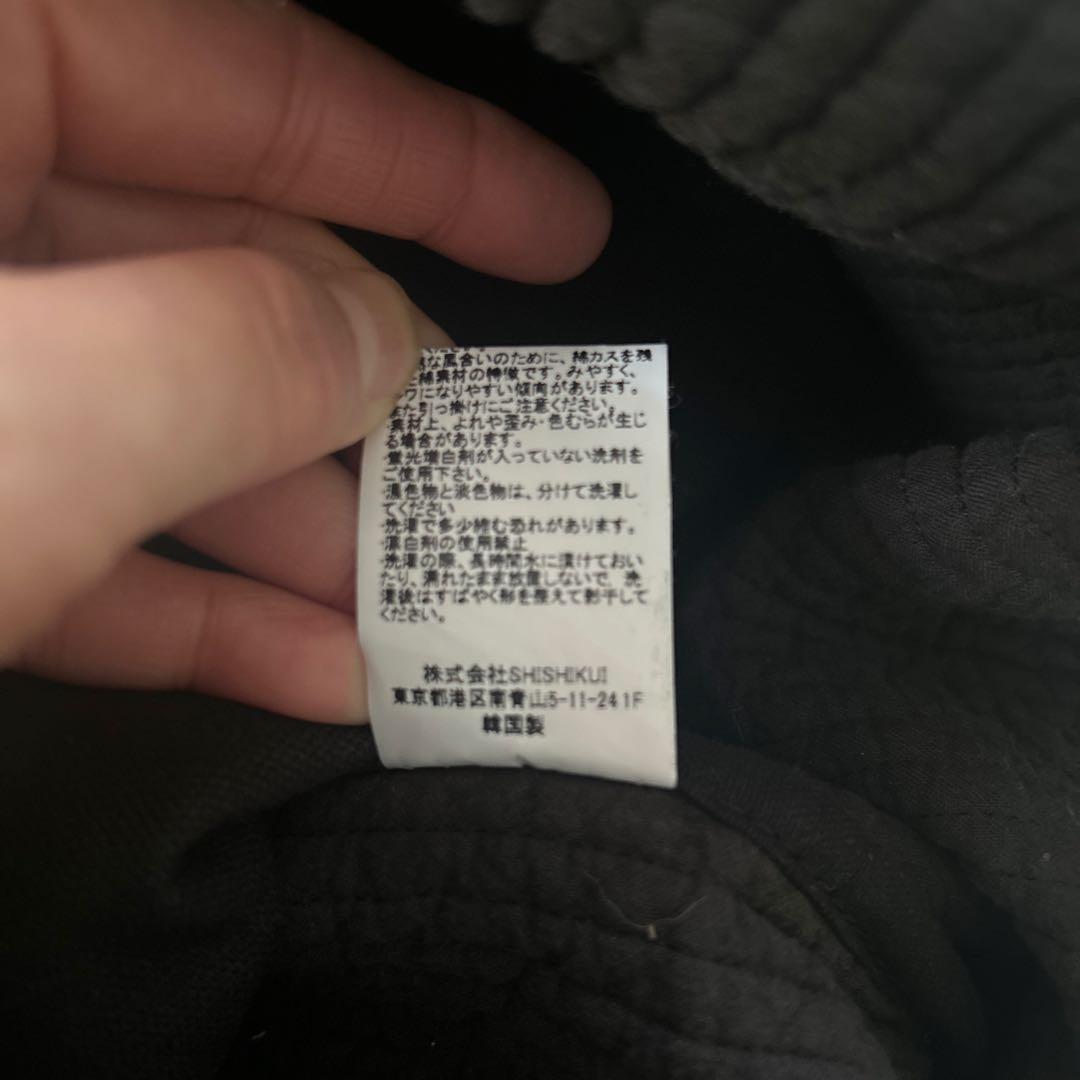 ください。
な風合いのために、綿カスを残
た綿素材の特徴です。みやすく、
ワになりやすい傾向があります。
また引っ掛けにご注意ください。
・素材上、よれや歪み・色むらが生じ
る場合があります。
・蛍光増白剤が入っていない洗剤を
ご使用下さい。
・濃色物と淡色物は、分けて洗濯し
てください
・洗濯で多少縮む恐れがあります。
・漂白剤の使用禁止
・洗濯の際、長時間水に漬けておい
たり、濡れたまま放置しないで、洗
濯後はすばやく形を整えて影干して
ください。
株式会社SHISHIKUI
東京都港区南青山5-11-24 1F
韓国製